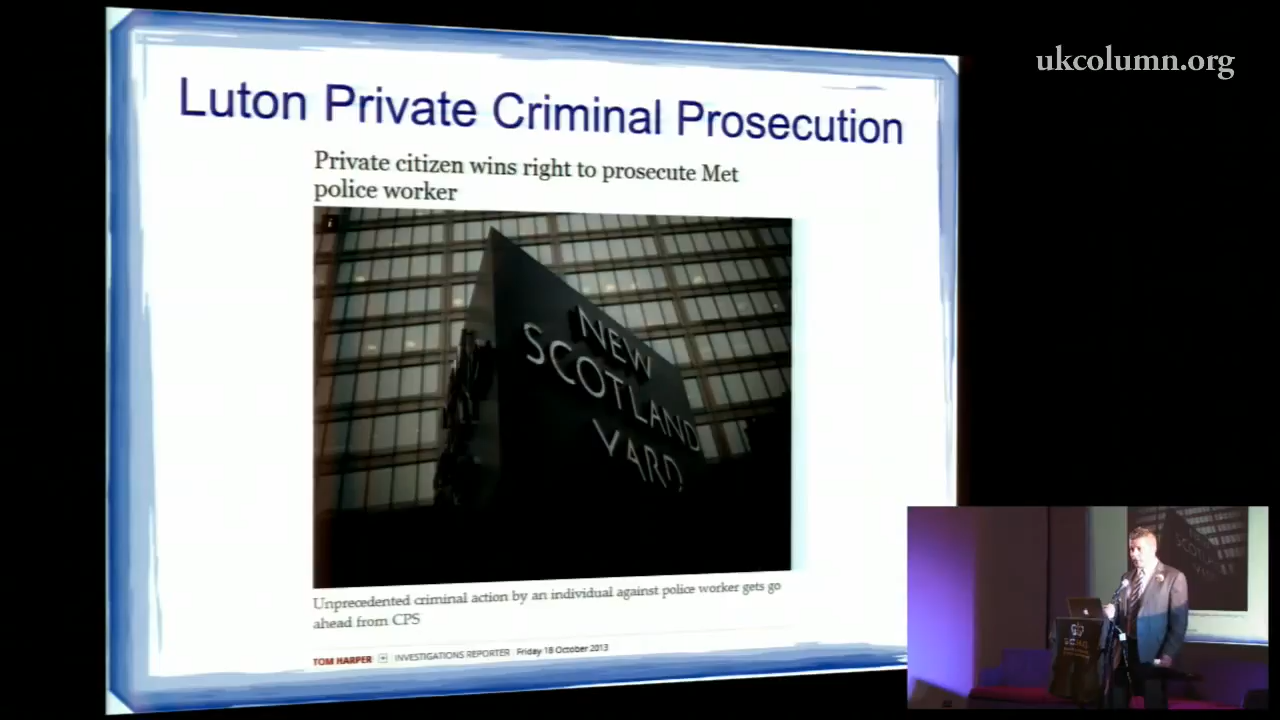 ukcolumn.org
Luton Private Criminal Prosecution
Private citizen wins right to prosecute Met
police worker
NEW
SCOTLAND
YARD
Unprecedented criminal action by an individual against police worker gets go
ahead from CPS
TOM HARPER INVESTIGATIONS REPORTER Friday 18 October 2013